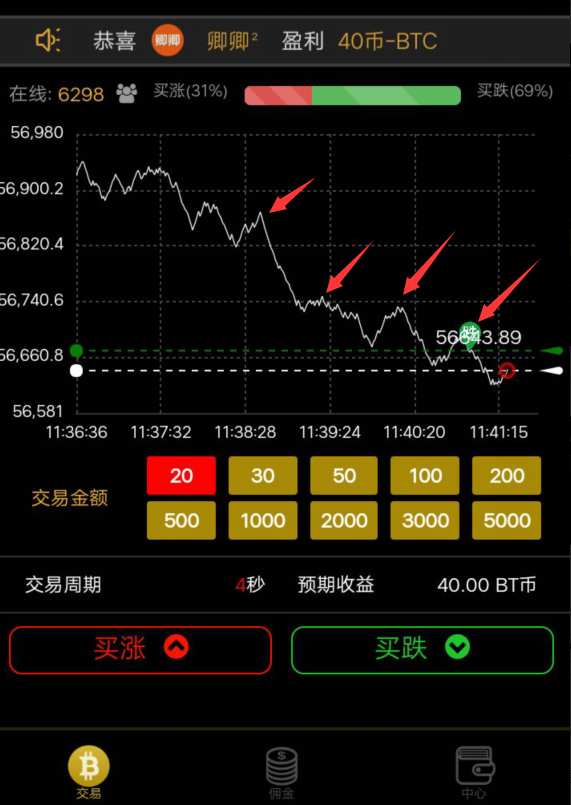 恭喜 卿卿 卿卿² 盈利 40币-BTC
在线: 6298 买涨(31%) 买跌(69%)
56,980
56,900.2
56,820.4
56,740.6
跌
56643.89
56,660.8
56,581
11:36:36 11:37:32 11:38:28 11:39:24 11:40:20 11:41:15
交易金额 20 30 50 100 200
500 1000 2000 3000 5000
交易周期 4秒 预期收益 40.00 BT币
买涨 买跌
交易 佣金 中心